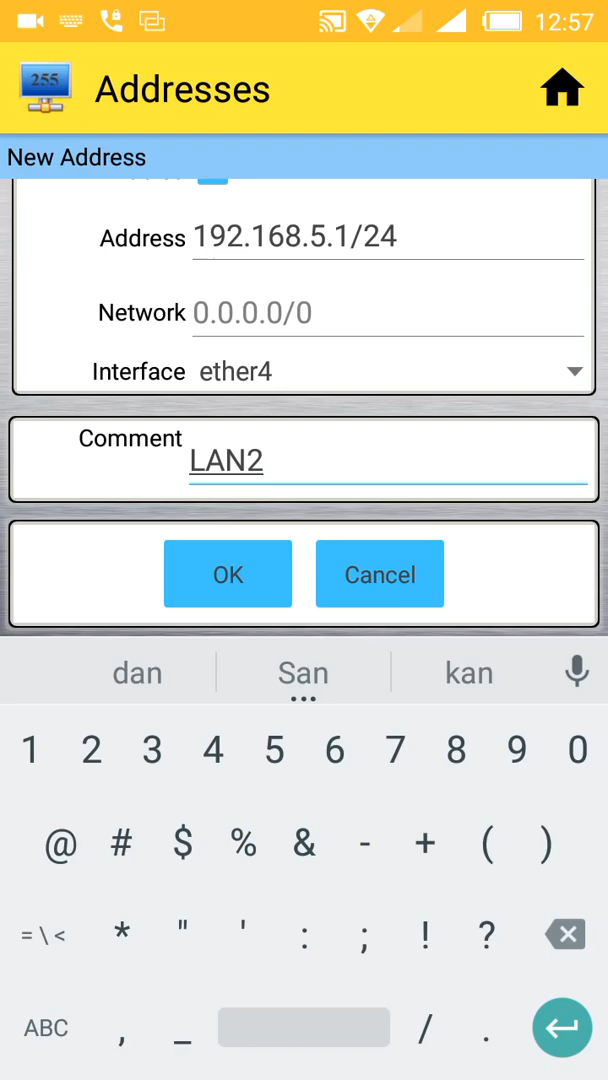 12:57
255
Addresses
New Address
Address 192.168.5.1/24
Network 0.0.0.0/0
Interface ether4
Comment
LAN2
OK Cancel
dan San kan
...
1 2 3 4 5 6 7 8 9 0
@ # $ % & - + ( )
= \ < * " ' : ; ! ?
ABC , _ / .